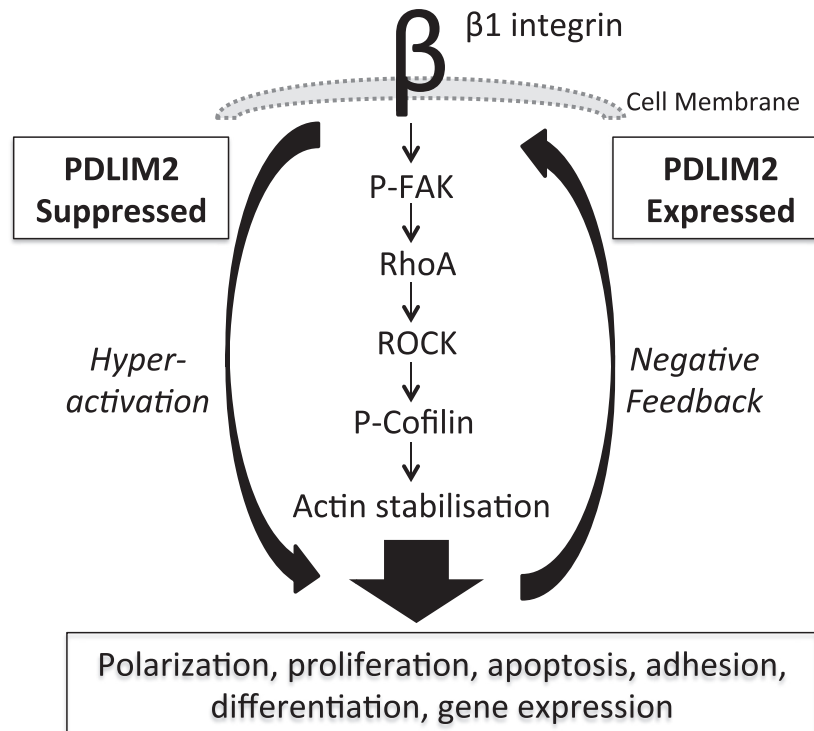 β
β1 integrin
Cell Membrane
PDLIM2
Suppressed
PDLIM2
Expressed
P-FAK
RhoA
ROCK
P-Cofilin
Actin stabilisation
Hyper-
activation
Negative
Feedback
Polarization, proliferation, apoptosis, adhesion,
differentiation, gene expression